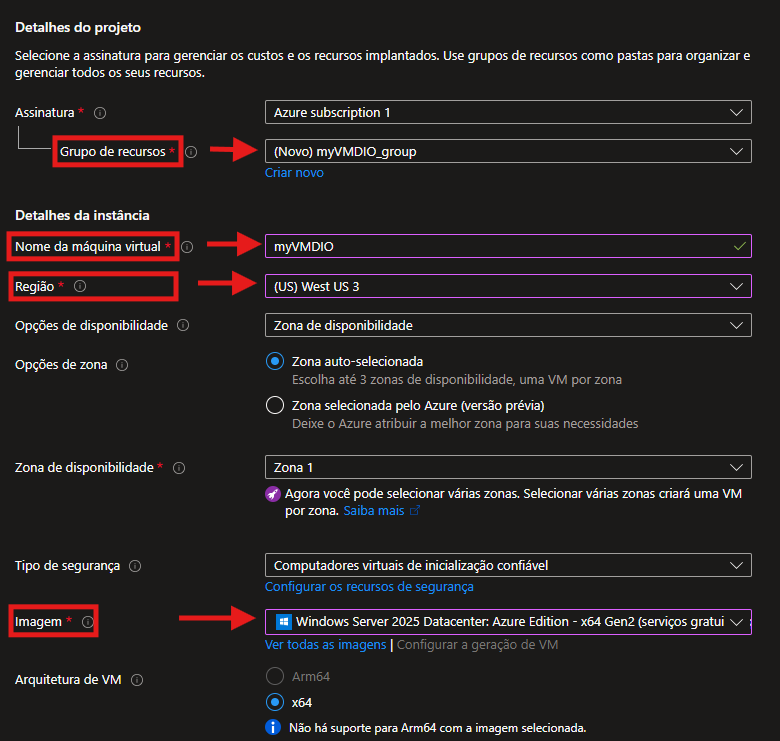 Detalhes do projeto
Selecione a assinatura para gerenciar os custos e os recursos implantados. Use grupos de recursos como pastas para organizar e
gerenciar todos os seus recursos.
Assinatura *
Azure subscription 1
Grupo de recursos *
(Novo) myVMDIO_group
Criar novo
Detalhes da instância
Nome da máquina virtual *
myVMDIO
Região *
(US) West US 3
Opções de disponibilidade
Zona de disponibilidade
Opções de zona
Zona auto-selecionada
Escolha até 3 zonas de disponibilidade, uma VM por zona
Zona selecionada pelo Azure (versão prévia)
Deixe o Azure atribuir a melhor zona para suas necessidades
Zona de disponibilidade *
Zona 1
Agora você pode selecionar várias zonas. Selecionar várias zonas criará uma VM
por zona. Saiba mais
Tipo de segurança
Computadores virtuais de inicialização confiável
Configurar os recursos de segurança
Imagem *
Windows Server 2025 Datacenter: Azure Edition - x64 Gen2 (serviços gratui
Ver todas as imagens | Configurar a geração de VM
Arquitetura de VM
Arm64
x64
Não há suporte para Arm64 com a imagem selecionada.